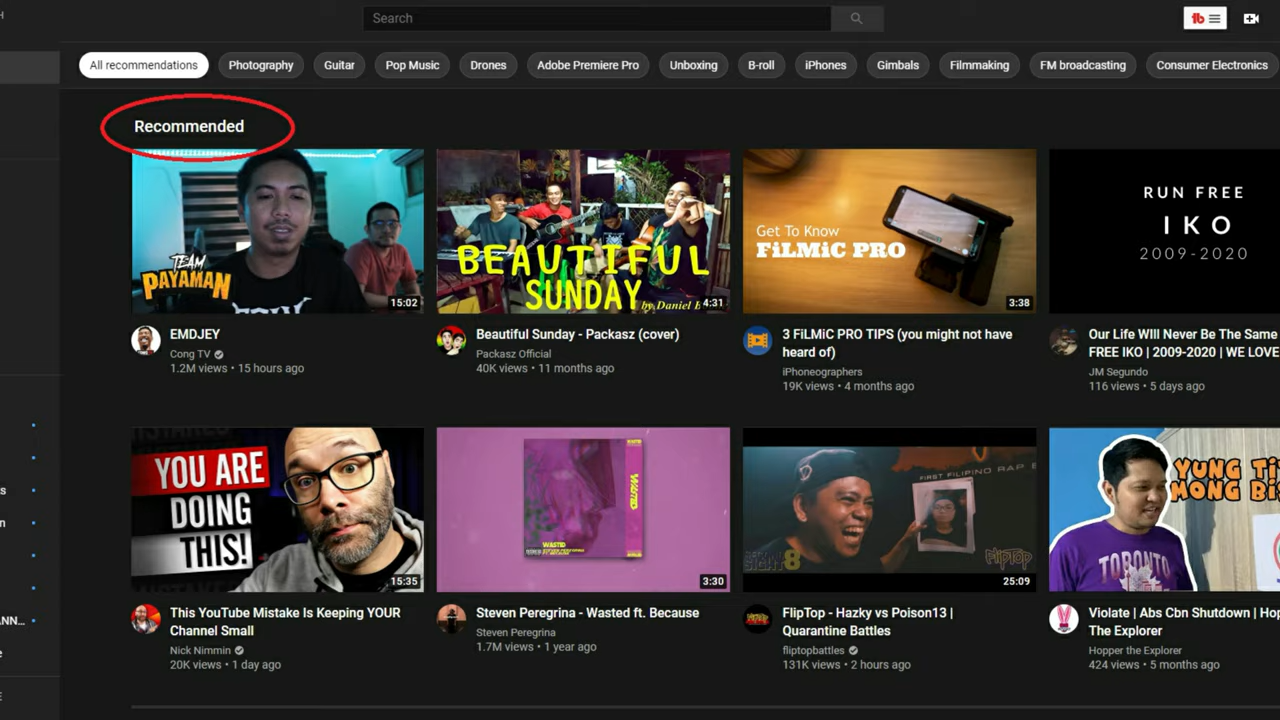 H
Search
tb
All recommendations
Photography
Guitar
Pop Music
Drones
Adobe Premiere Pro
Unboxing
B-roll
iPhones
Gimbals
Filmmaking
FM broadcasting
Consumer Electronics
Recommended
TEAM
PAYAMAN
15:02
BEAUTIFUL
SUNDAY
by Daniel B
4:31
Get To Know
FiLMiC PRO
3:38
RUN FREE
IKO
2009-2020
EMDJEY
Cong TV
1.2M views • 15 hours ago
Beautiful Sunday - Packasz (cover)
Packasz Official
40K views • 11 months ago
3 FiLMiC PRO TIPS (you might not have
heard of)
iPhoneographers
19K views • 4 months ago
Our Life WIll Never Be The Same
FREE IKO | 2009-2020 | WE LOVE
JM Segundo
116 views • 5 days ago
YOU ARE
DOING
THIS!
15:35
WASTED
WASTED
3:30
FIRST FILIPINO RAP B
SECOND
SIGHT 8
FLIPTOP
25:09
YUNG TI
MONG BI
TORONTO
This YouTube Mistake Is Keeping YOUR
Channel Small
Nick Nimmin
20K views • 1 day ago
Steven Peregrina - Wasted ft. Because
Steven Peregrina
1.7M views • 1 year ago
FlipTop - Hazky vs Poison13 |
Quarantine Battles
fliptopbattles
131K views • 2 hours ago
Violate | Abs Cbn Shutdown | Hop
The Explorer
Hopper the Explorer
424 views • 5 months ago
s
n
ANN...
e
E